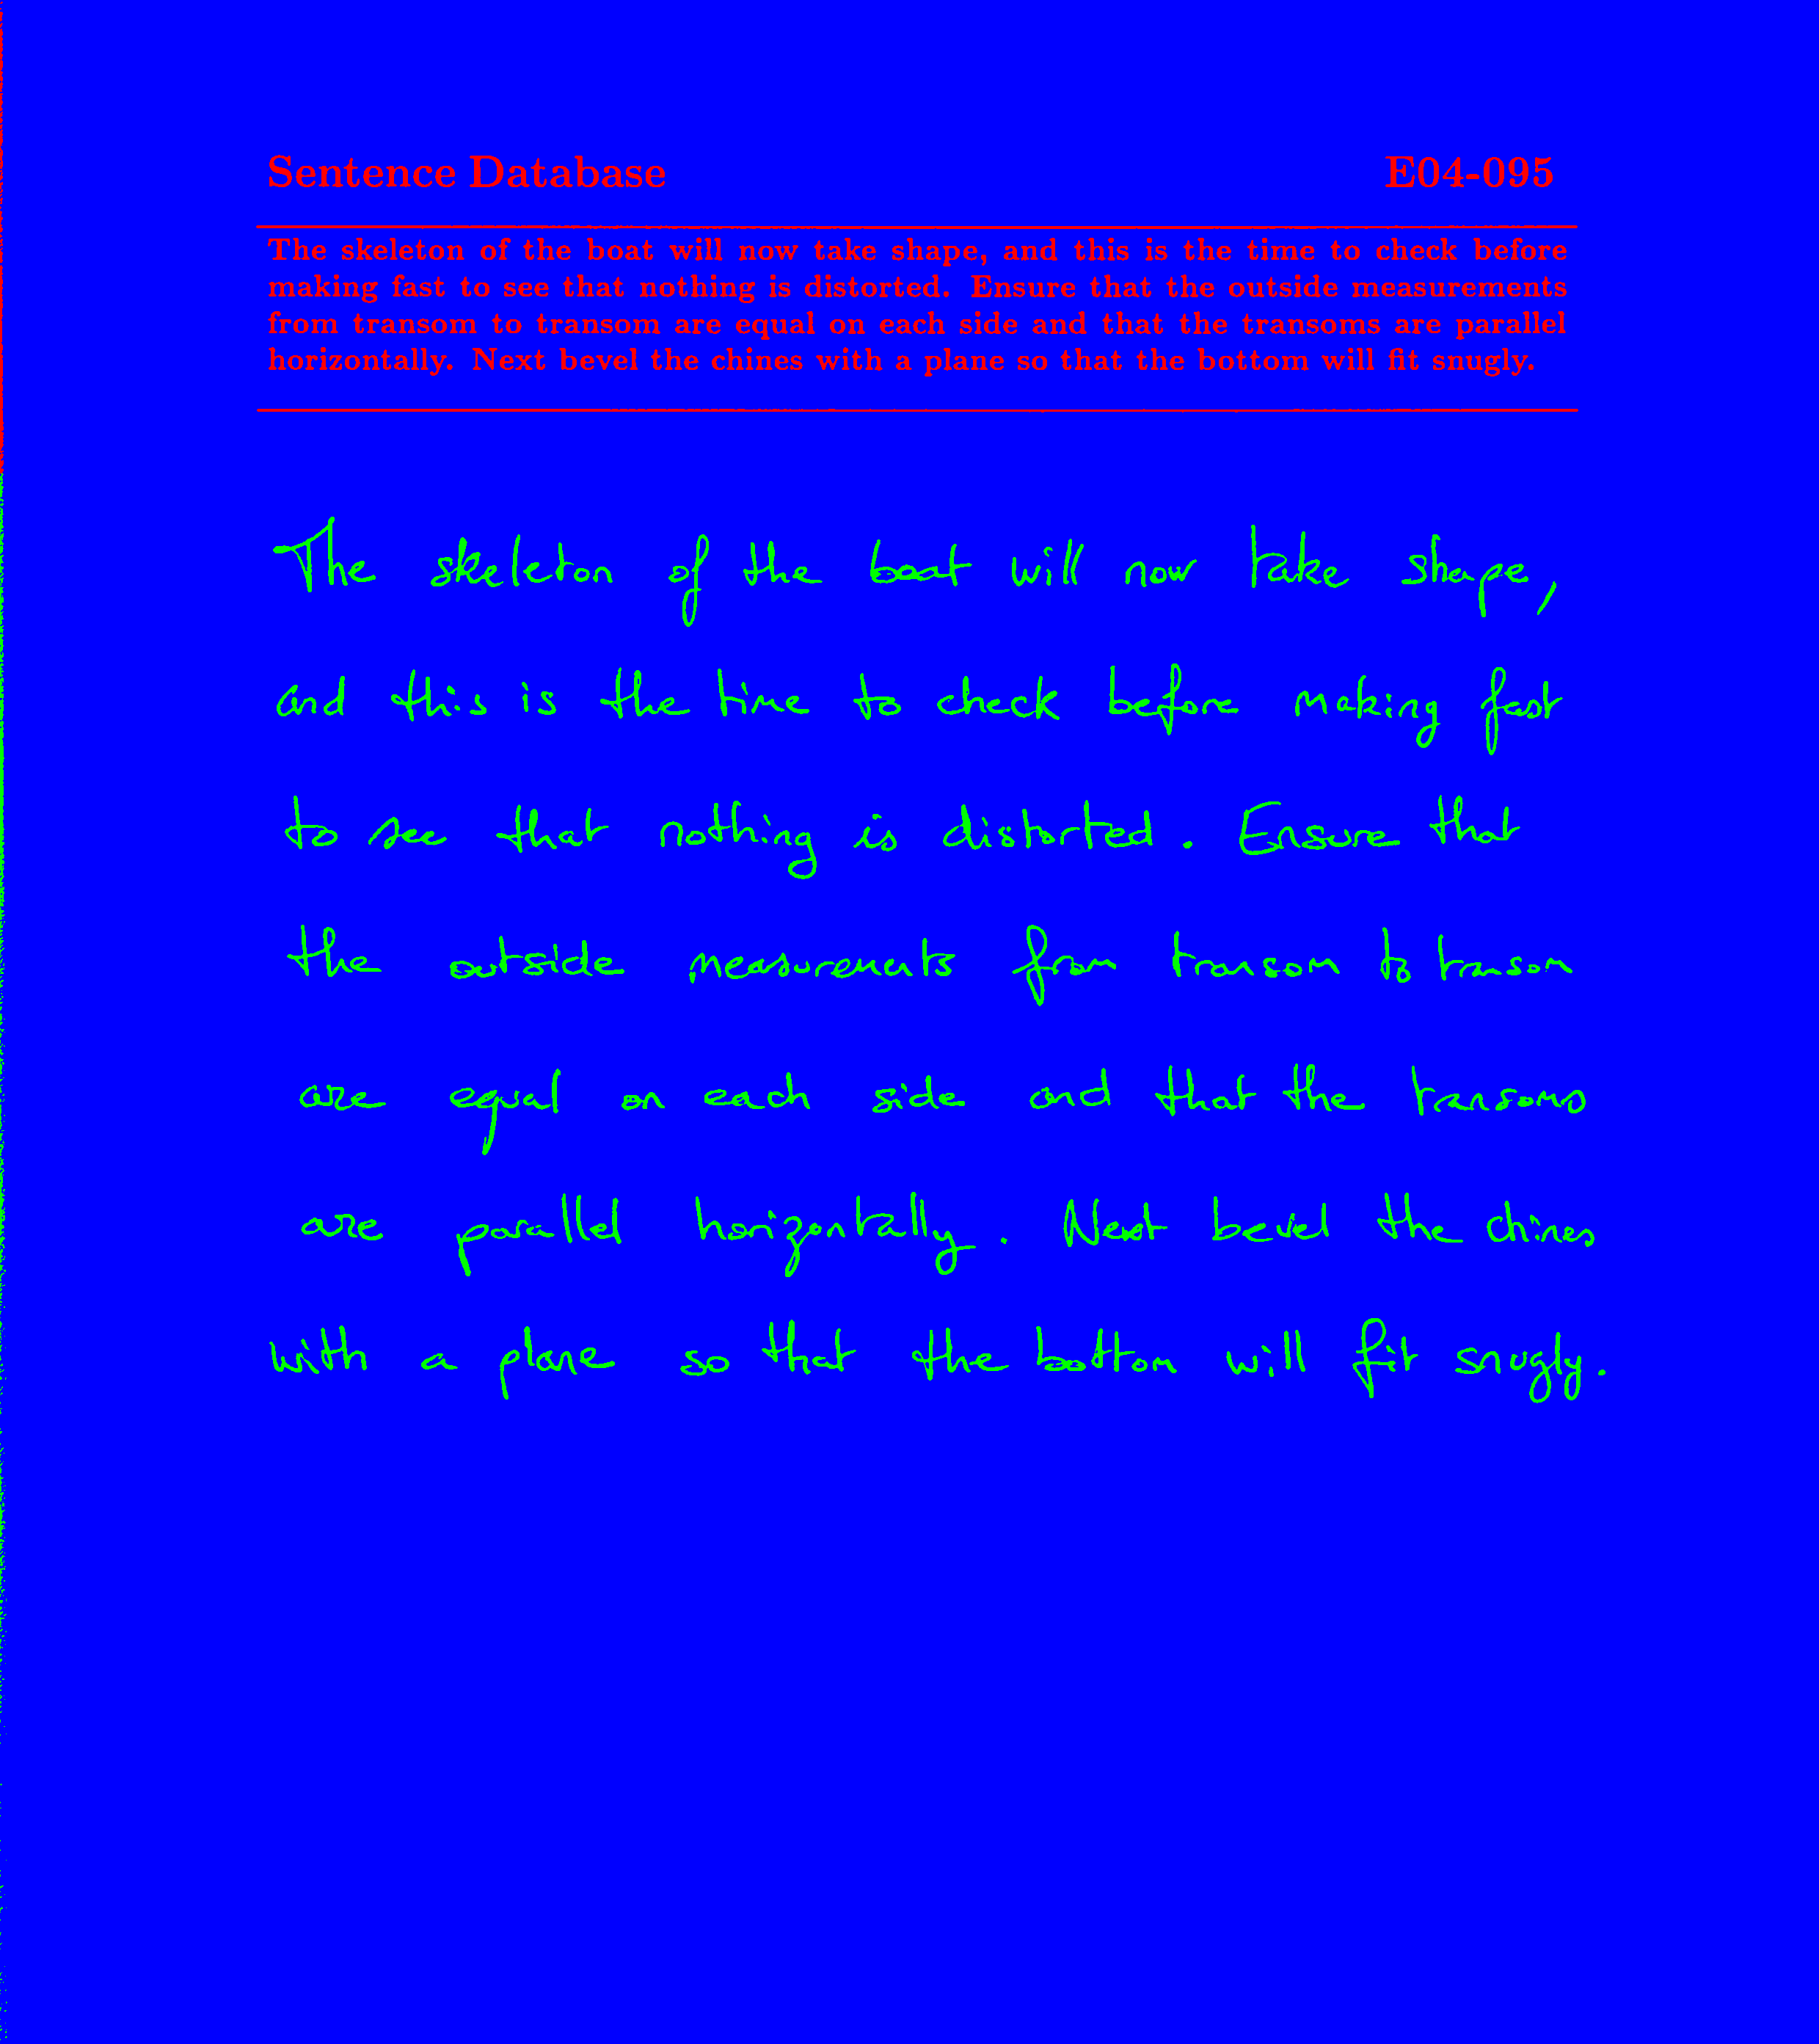 Sentence Database E04-095
The skeleton of the boat will now take shape, and this is the time to check before
making fast to see that nothing is distorted. Ensure that the outside measurements
from transom to transom are equal on each side and that the transoms are parallel
horizontally. Next bevel the chines with a plane so that the bottom will fit snugly.
The skeleton of the boat will now take shape,
and this is the time to check before making fast
to see that nothing is distorted. Ensure that
the outside measurements from transom to transom
are equal on each side and that the transoms
are parallel horizontally. Next bevel the chines
with a plane so that the bottom will fit snugly.